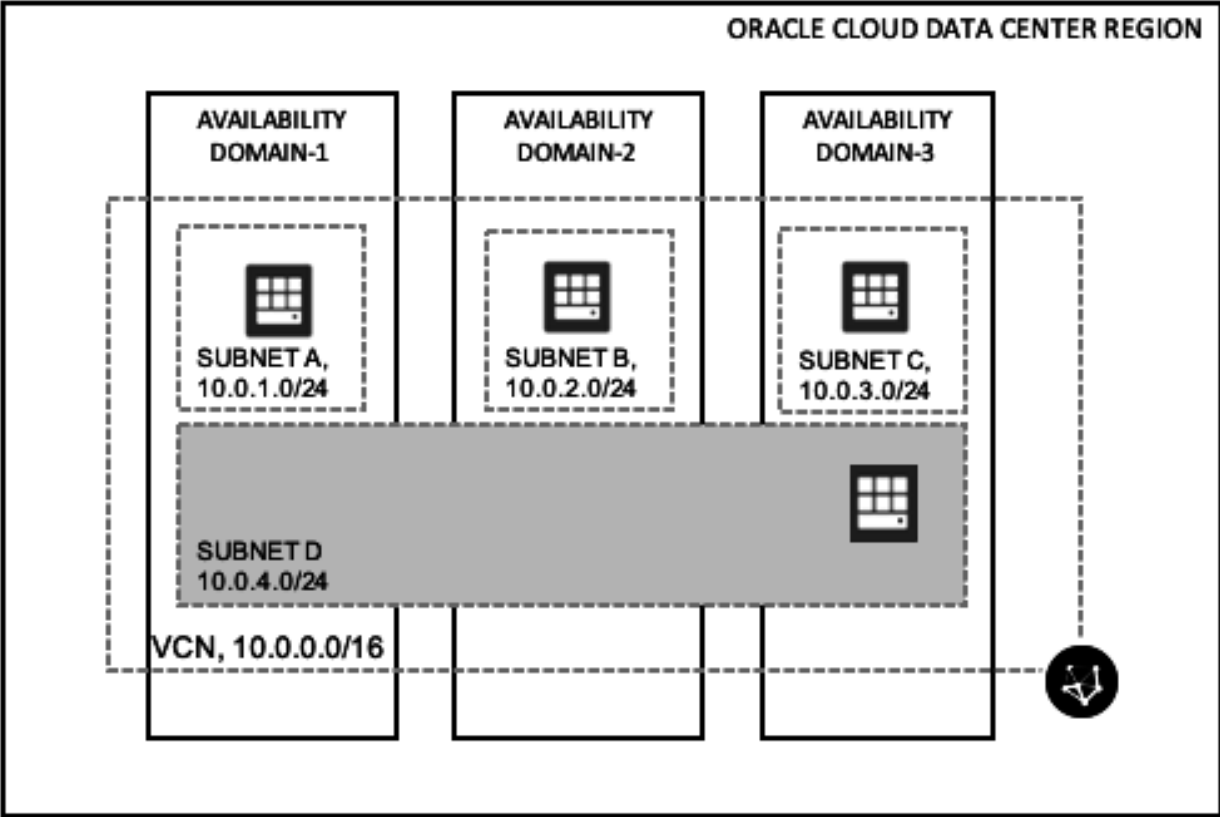 ORACLE CLOUD DATA CENTER REGION
AVAILABILITY
DOMAIN-1
AVAILABILITY
DOMAIN-2
AVAILABILITY
DOMAIN-3
SUBNET A,
10.0.1.0/24
SUBNET B,
10.0.2.0/24
SUBNET C,
10.0.3.0/24
SUBNET D
10.0.4.0/24
VCN, 10.0.0.0/16